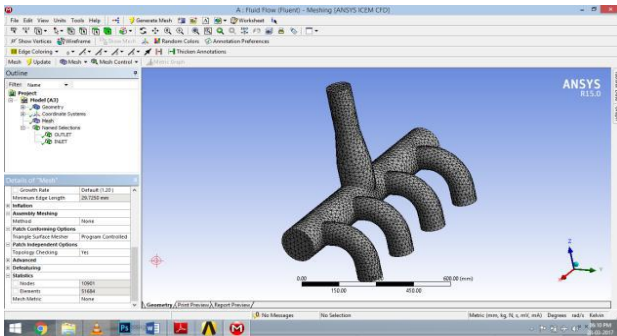 A : Fluid Flow (Fluent) - Meshing [ANSYS ICEM CFD]
File Edit View Units Tools Help Generate Mesh Worksheet
Show Vertices Wireframe Show Mesh Random Colors Annotation Preferences
Edge Coloring Thicken Annotations
Mesh Update Mesh Mesh Control Metric Graph
Outline
Filter: Name
Project
Model (A3)
Geometry
Coordinate Systems
Mesh
Named Selections
OUTLET
INLET
Details of "Mesh"
Growth Rate Default (1.20)
Minimum Edge Length 29.7250 mm
Inflation
Assembly Meshing
Method None
Patch Conforming Options
Triangle Surface Mesher Program Controlled
Patch Independent Options
Topology Checking Yes
Advanced
Defeaturing
Statistics
Nodes 10901
Elements 51684
Mesh Metric None
ANSYS
R15.0
0.00 600.00 (mm)
150.00 450.00
Geometry Print Preview Report Preview
No Messages No Selection Metric (mm, kg, N, s, mV, mA) Degrees rad/s Kelvin